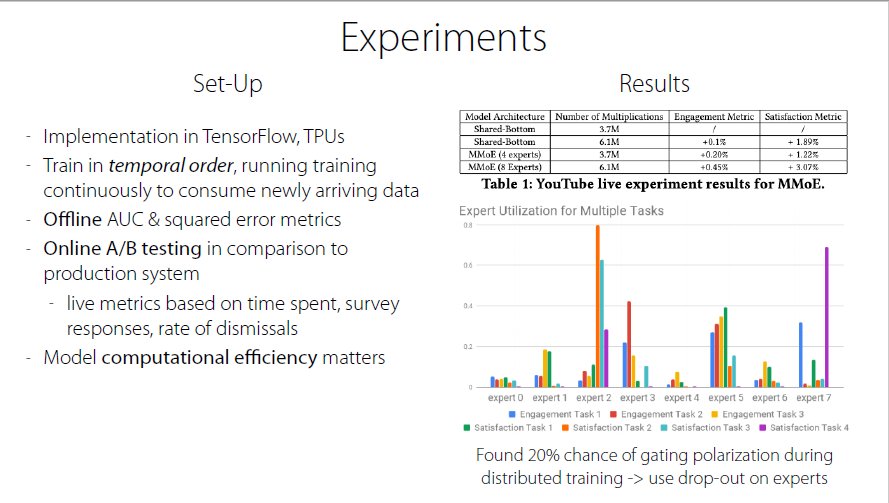 Experiments
Set-Up
- Implementation in TensorFlow, TPUs
- Train in temporal order, running training
continuously to consume newly arriving data
- Offline AUC & squared error metrics
- Online A/B testing in comparison to
production system
- live metrics based on time spent, survey
responses, rate of dismissals
- Model computational efficiency matters
Results
Model Architecture Number of Multiplications Engagement Metric Satisfaction Metric
Shared-Bottom 3.7M / /
Shared-Bottom 6.1M +0.1% + 1.89%
MMoE (4 experts) 3.7M +0.20% + 1.22%
MMoE (8 Experts) 6.1M +0.45% + 3.07%
Table 1: YouTube live experiment results for MMoE.
Expert Utilization for Multiple Tasks
0.8
0.6
0.4
0.2
0
expert 0 expert 1 expert 2 expert 3 expert 4 expert 5 expert 6 expert 7
Engagement Task 1 Engagement Task 2 Engagement Task 3
Satisfaction Task 1 Satisfaction Task 2 Satisfaction Task 3 Satisfaction Task 4
Found 20% chance of gating polarization during
distributed training -> use drop-out on experts